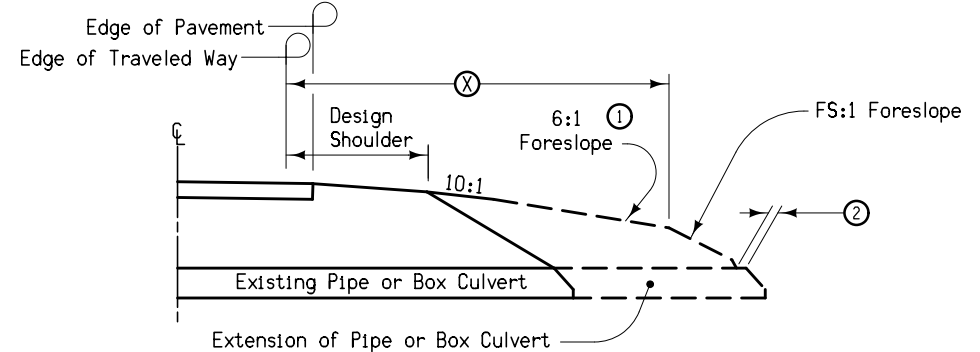 Edge of Pavement
Edge of Traveled Way
X
Design
Shoulder
6:1 1
Foreslope
FS:1 Foreslope
℄
10:1
2
Existing Pipe or Box Culvert
Extension of Pipe or Box Culvert